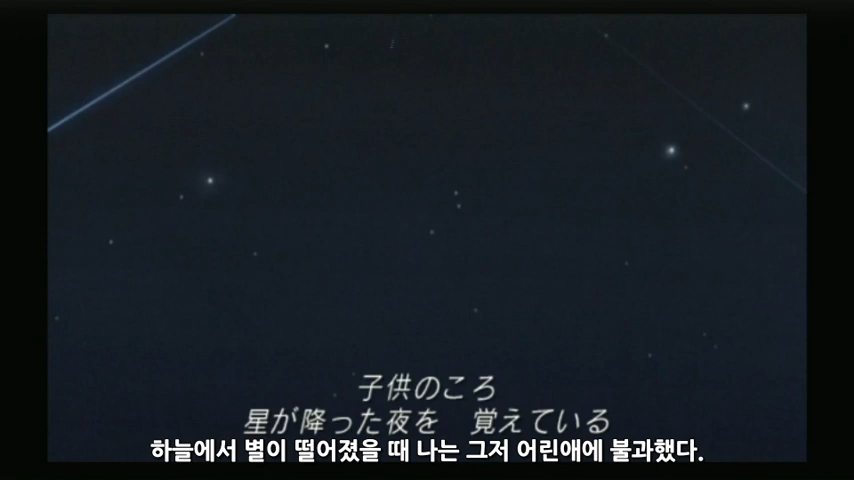 子供のころ
星が降った夜を　覚えている
하늘에서 별이 떨어졌을 때 나는 그저 어린애에 불과했다.